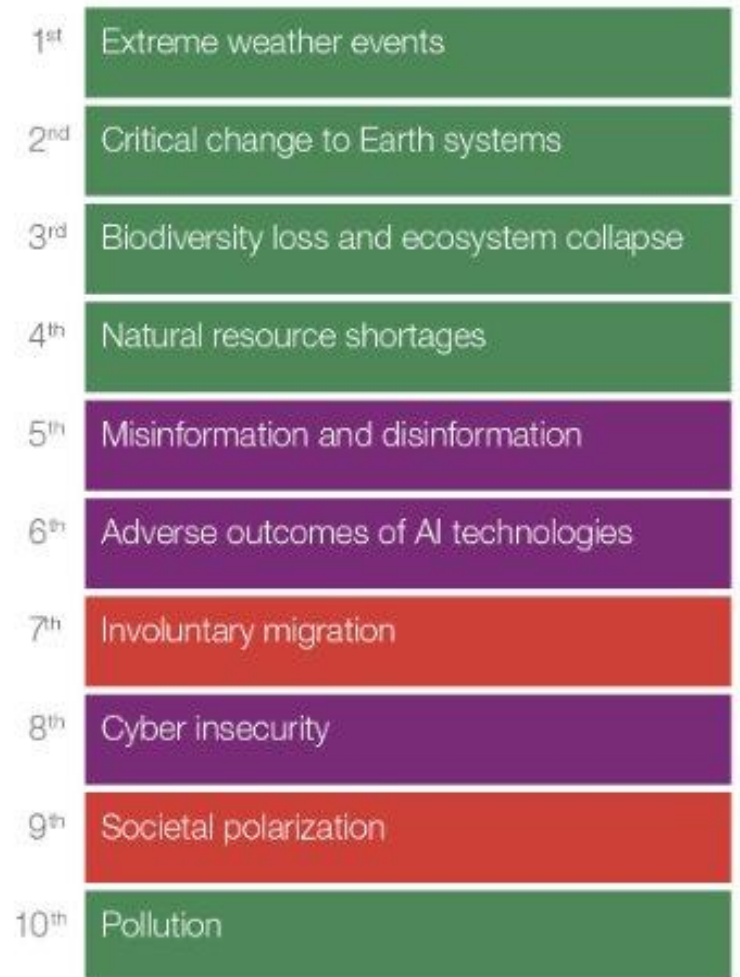 1st Extreme weather events
2nd Critical change to Earth systems
3rd Biodiversity loss and ecosystem collapse
4th Natural resource shortages
5th Misinformation and disinformation
6th Adverse outcomes of AI technologies
7th Involuntary migration
8th Cyber insecurity
9th Societal polarization
10th Pollution